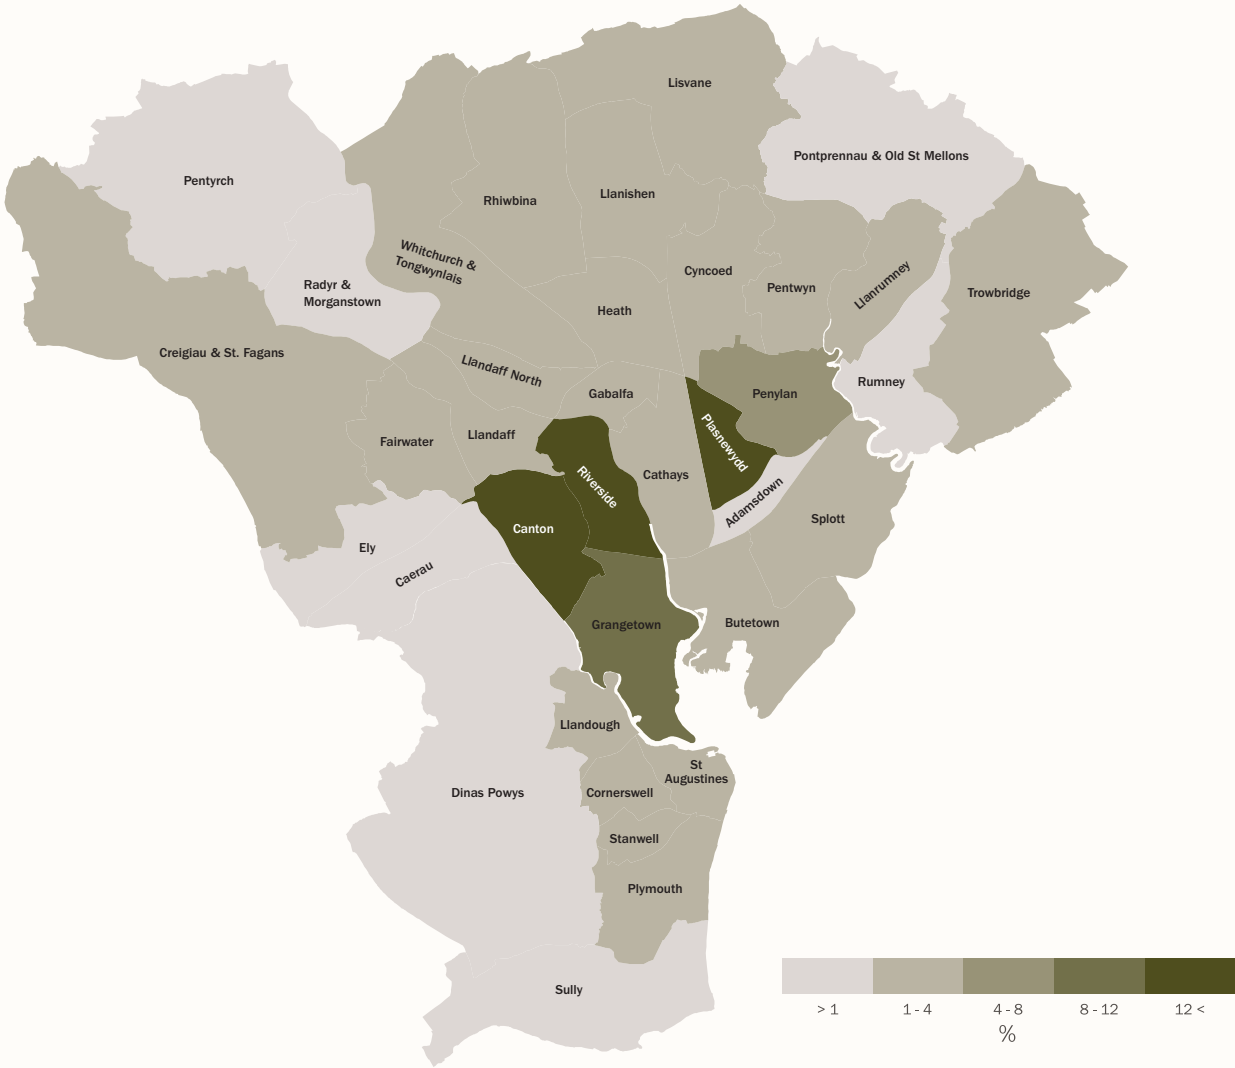 Lisvane
Pontprennau & Old St Mellons
Pentyrch
Rhiwbina
Llanishen
Whitchurch &
Tongwynlais
Cyncoed
Pentwyn
Llanrumney
Trowbridge
Radyr &
Morganstown
Heath
Creigiau & St. Fagans
Llandaff North
Gabalfa
Penylan
Rumney
Fairwater
Llandaff
Plasnewydd
Riverside
Cathays
Adamsdown
Splott
Canton
Ely
Caerau
Grangetown
Butetown
Llandough
St
Augustines
Dinas Powys
Cornerswell
Stanwell
Plymouth
Sully
> 1
1 - 4
4 - 8
8 - 12
12 <
%